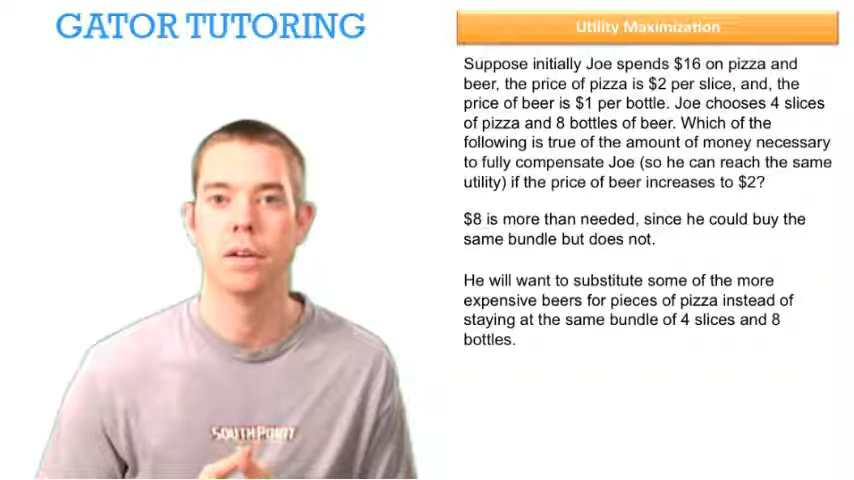 GATOR TUTORING
Utility Maximization
Suppose initially Joe spends $16 on pizza and
beer, the price of pizza is $2 per slice, and, the
price of beer is $1 per bottle. Joe chooses 4 slices
of pizza and 8 bottles of beer. Which of the
following is true of the amount of money necessary
to fully compensate Joe (so he can reach the same
utility) if the price of beer increases to $2?
$8 is more than needed, since he could buy the
same bundle but does not.
He will want to substitute some of the more
expensive beers for pieces of pizza instead of
staying at the same bundle of 4 slices and 8
bottles.
SOUTHPOINT